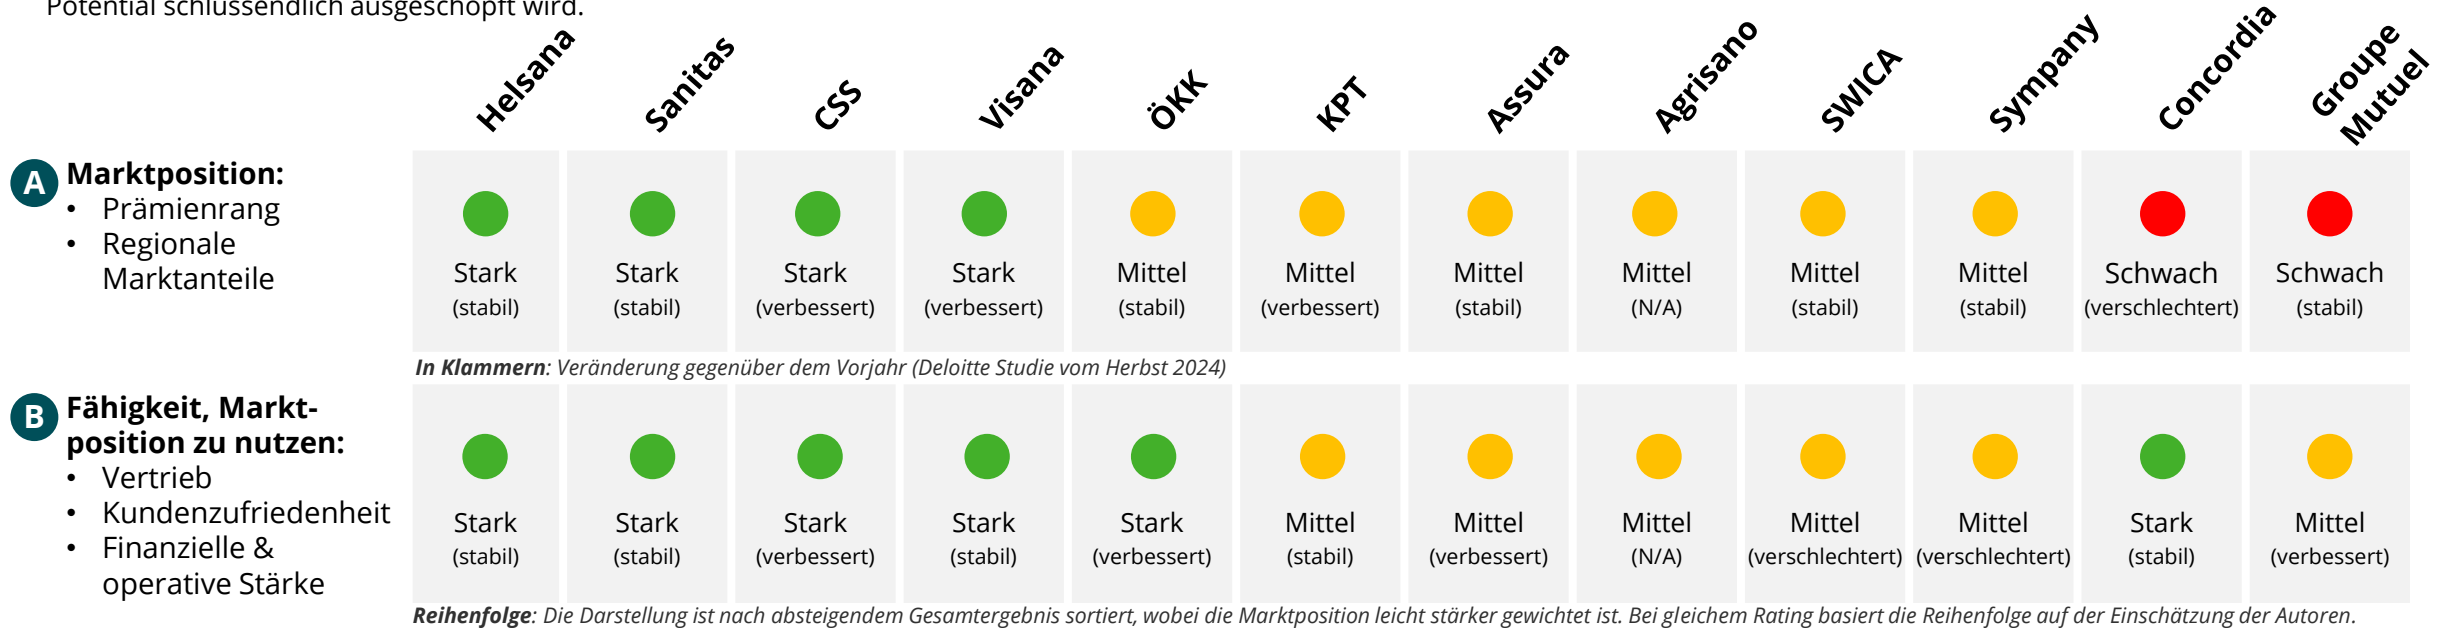 Potential schlussendlich ausgeschöpft wird.
Helsana
Sanitas
CSS
Visana
ÖKK
KPT
Assura
Agrisano
SWICA
Sympany
Concordia
Groupe
Mutuel
A
Marktposition:
• Prämienrang
• Regionale
Marktanteile
Stark Stark Stark Stark Mittel Mittel Mittel Mittel Mittel Mittel Schwach Schwach
(stabil) (stabil) (verbessert) (verbessert) (stabil) (verbessert) (stabil) (N/A) (stabil) (stabil) (verschlechtert) (stabil)
In Klammern: Veränderung gegenüber dem Vorjahr (Deloitte Studie vom Herbst 2024)
B
Fähigkeit, Markt-
position zu nutzen:
• Vertrieb
• Kundenzufriedenheit
• Finanzielle &
operative Stärke
Stark Stark Stark Stark Stark Mittel Mittel Mittel Mittel Mittel Stark Mittel
(stabil) (stabil) (verbessert) (stabil) (verbessert) (stabil) (verbessert) (N/A) (verschlechtert) (verschlechtert) (stabil) (verbessert)
Reihenfolge: Die Darstellung ist nach absteigendem Gesamtergebnis sortiert, wobei die Marktposition leicht stärker gewichtet ist. Bei gleichem Rating basiert die Reihenfolge auf der Einschätzung der Autoren.